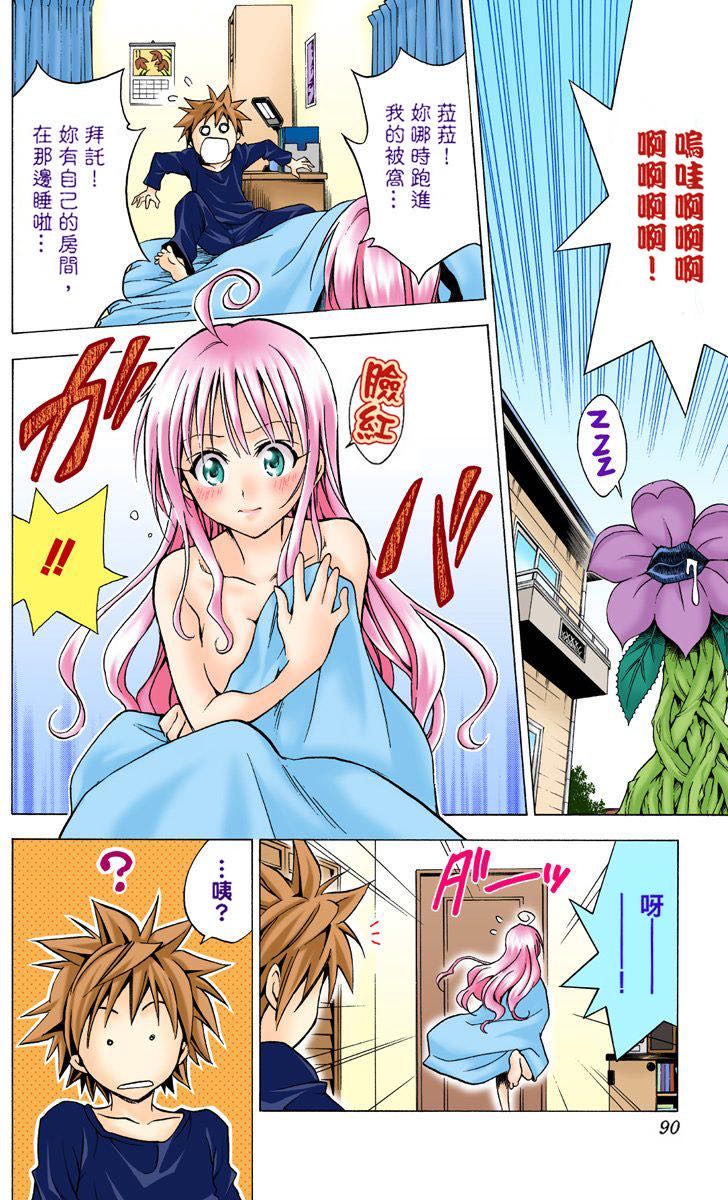 嗚哇啊啊啊
啊啊啊啊！
菈菈！
妳哪時跑進
我的被窩…
拜託！
妳有自己的房間，
在那邊睡啦…
ZZZ
臉紅
ガバッ
!!
呀——
——！
ダーッ
…咦？
?
90